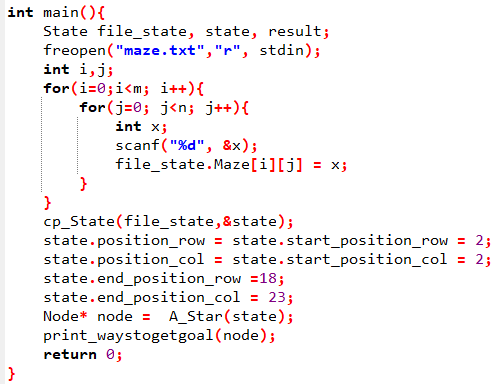 int main(){
    State file_state, state, result;
    freopen("maze.txt","r", stdin);
    int i,j;
    for(i=0;i<m; i++){
        for(j=0; j<n; j++){
            int x;
            scanf("%d", &x);
            file_state.Maze[i][j] = x;
        }
    }
    cp_State(file_state,&state);
    state.position_row = state.start_position_row = 2;
    state.position_col = state.start_position_col = 2;
    state.end_position_row =18;
    state.end_position_col = 23;
    Node* node =  A_Star(state);
    print_waystogetgoal(node);
    return 0;
}